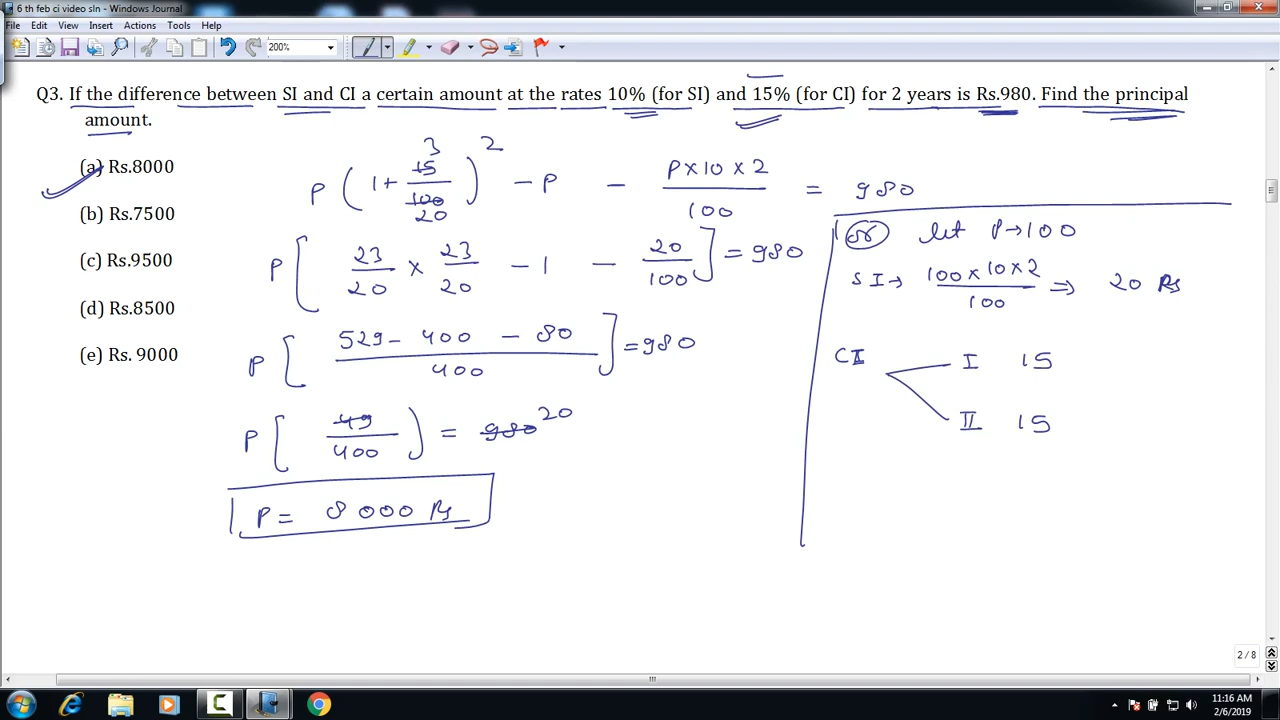 6 th feb ci video sln - Windows Journal
File Edit View Insert Actions Tools Help
200%
Q3. If the difference between SI and CI a certain amount at the rates 10% (for SI) and 15% (for CI) for 2 years is Rs.980. Find the principal
amount.
(a) Rs.8000
(b) Rs.7500
(c) Rs.9500
(d) Rs.8500
(e) Rs. 9000
P (1 + 15/100 3/20)² - P - P×10×2/100 = 980
P [ 23/20 × 23/20 - 1 - 20/100 ] = 980
P [ 529 - 400 - 80 / 400 ] = 980
P [ 49/400 ) = 980 20
P = 8000 Rs
OR let P→100
SI→ 100×10×2/100 ⇒ 20 Rs
CI
I 15
II 15
2 / 8
11:16 AM
2/6/2019